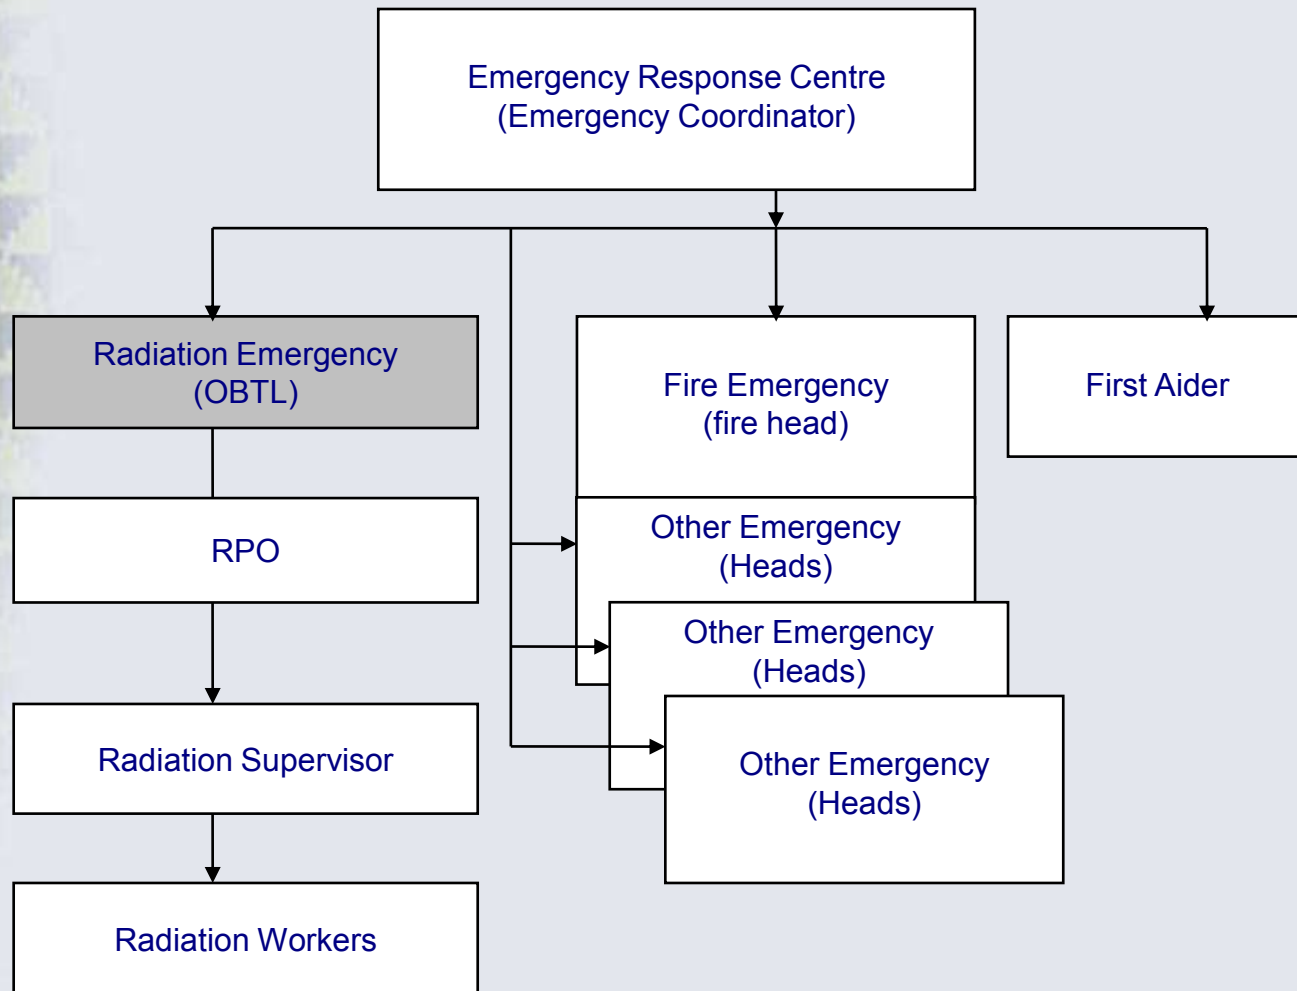 Emergency Response Centre
(Emergency Coordinator)
Radiation Emergency
(OBTL)
Fire Emergency
(fire head)
First Aider
RPO
Other Emergency
(Heads)
Other Emergency
(Heads)
Radiation Supervisor
Other Emergency
(Heads)
Radiation Workers